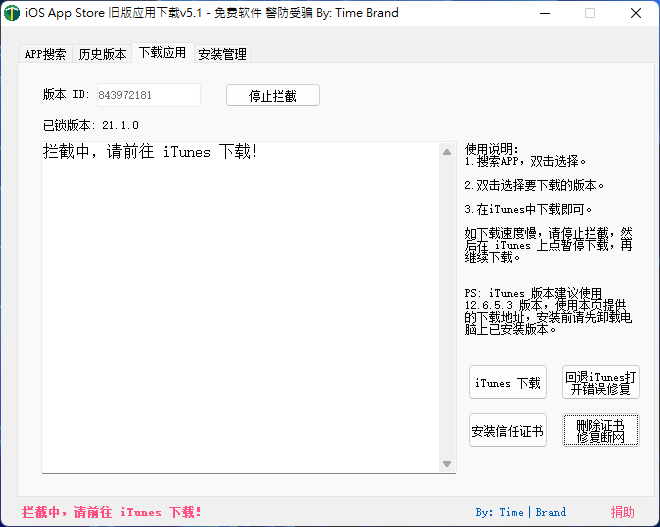 iOS App Store 旧版应用下载v5.1 - 免费软件 警防受骗 By: Time Brand
APP搜索 历史版本 下载应用 安装管理
版本 ID: 843972181 停止拦截
已锁版本: 21.1.0
拦截中，请前往 iTunes 下载!
使用说明:
1.搜索APP，双击选择。
2.双击选择要下载的版本。
3.在iTunes中下载即可。
如下载速度慢，请停止拦截，然
后在 iTunes 上点暂停下载，再
继续下载。
PS: iTunes 版本建议使用
12.6.5.3 版本，使用本页提供
的下载地址，安装前请先卸载电
脑上已安装版本。
iTunes 下载
回退iTunes打
开错误修复
安装信任证书
删除证书
修复断网
拦截中，请前往 iTunes 下载!
By: Time|Brand
捐助